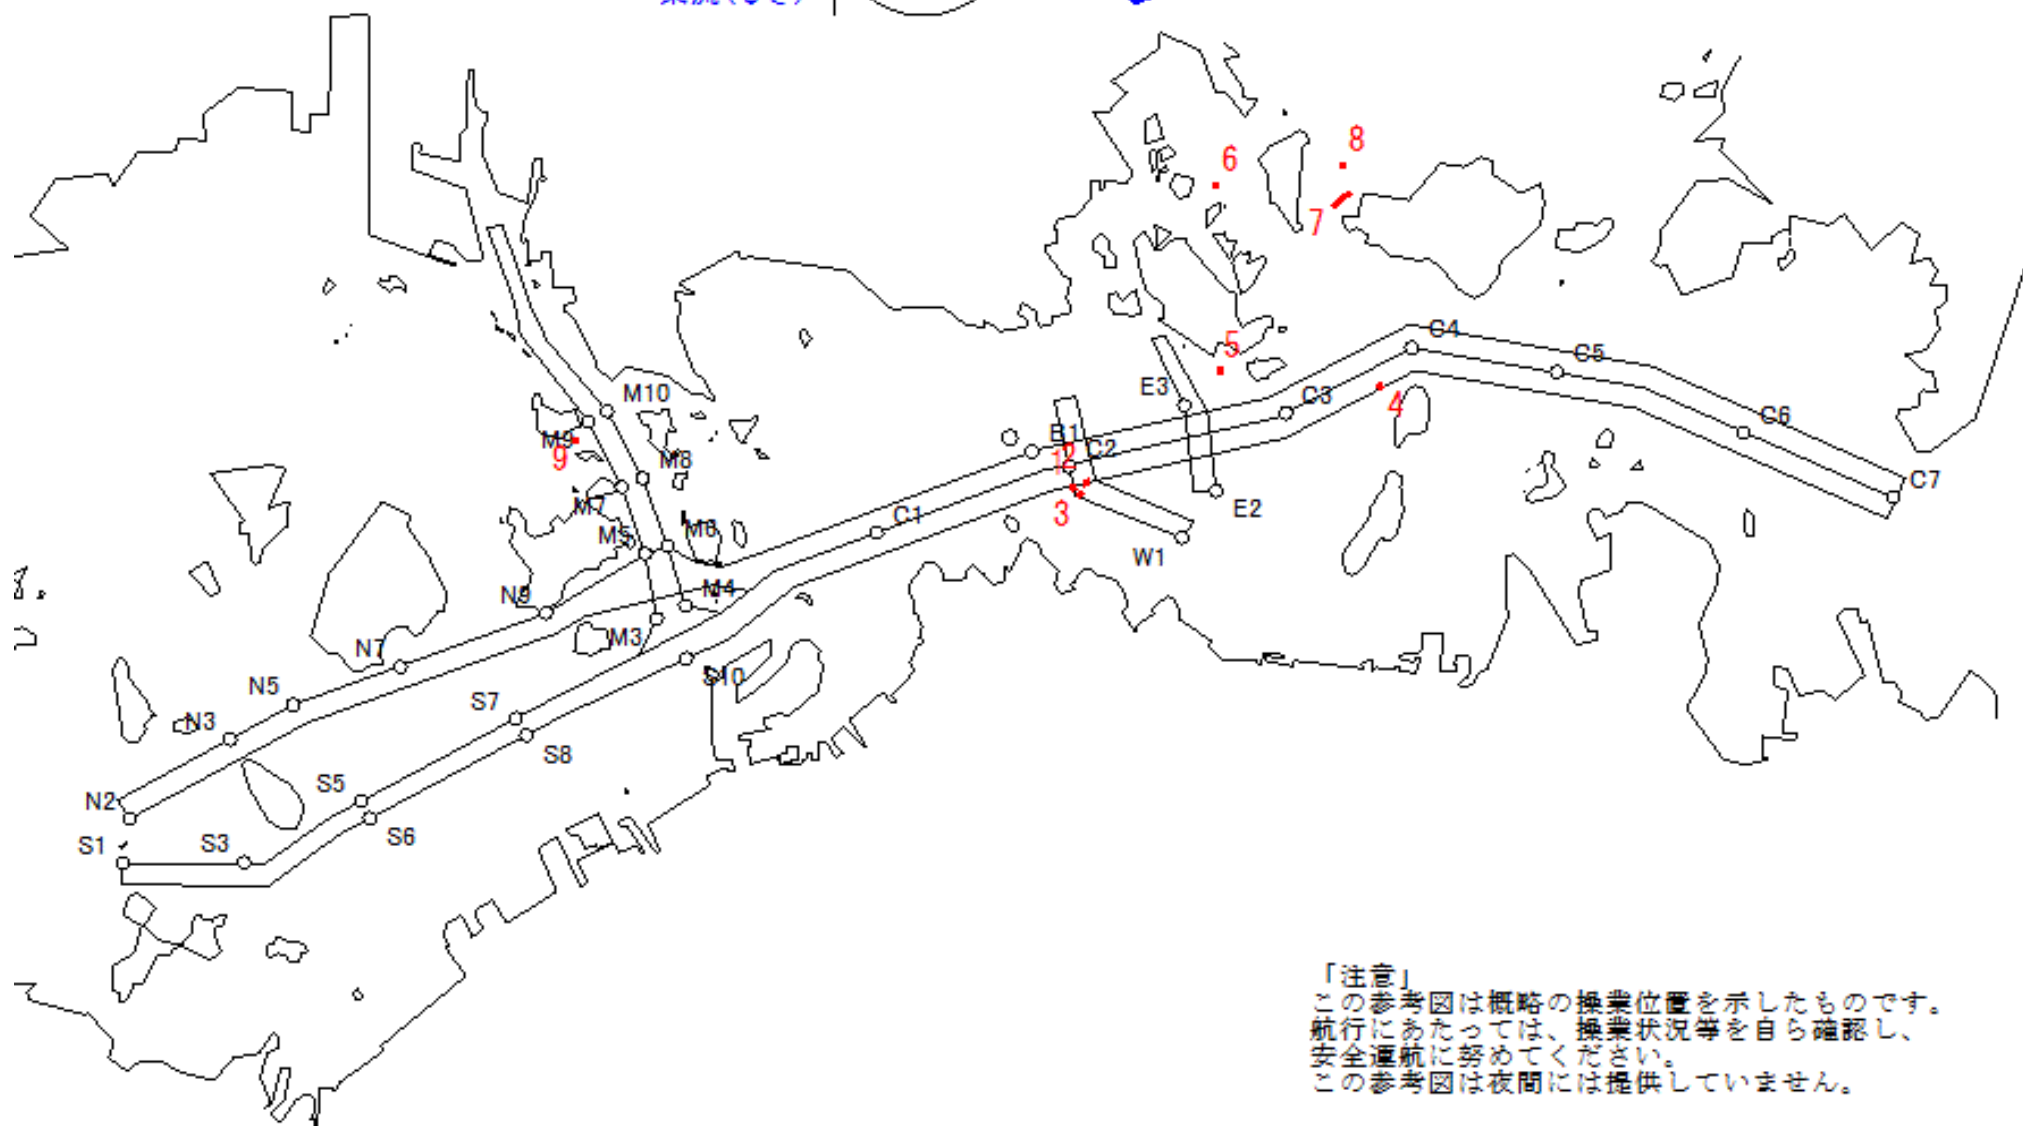 8
6
7
C4
5
C5
E3
M10
C3
4
C6
M9
B1
9
M8
12
C2
C7
M7
3
E2
C1
M5
M6
W1
N9
M4
M3
N7
S10
N5
S7
N3
S8
S5
N2
S6
S1
S3
「注意」
この参考図は概略の操業位置を示したものです。
航行にあたっては、操業状況等を自ら確認し、
安全運航に努めてください。
この参考図は夜間には提供していません。